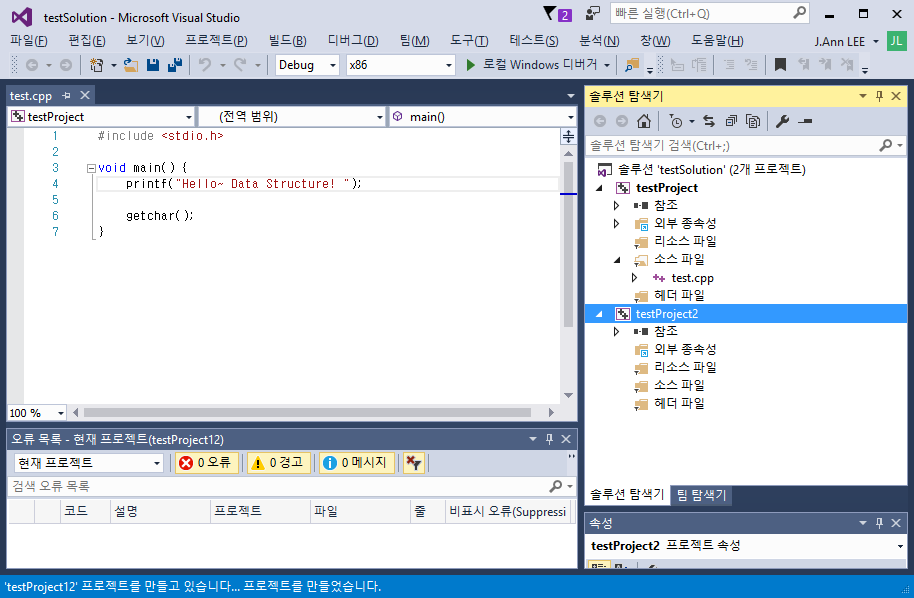 testSolution - Microsoft Visual Studio
2
빠른 실행(Ctrl+Q)
파일(F) 편집(E) 보기(V) 프로젝트(P) 빌드(B) 디버그(D) 팀(M) 도구(T) 테스트(S) 분석(N) 창(W) 도움말(H) J.Ann LEE JL
Debug x86 로컬 Windows 디버거
test.cpp
testProject (전역 범위) main()
1 #include <stdio.h>
2
3 void main() {
4 printf("Hello~ Data Structure! ");
5
6 getchar();
7 }
100 %
오류 목록 - 현재 프로젝트(testProject12)
현재 프로젝트 0 오류 0 경고 0 메시지
검색 오류 목록
코드 설명 프로젝트 파일 줄 비표시 오류(Suppressi
솔루션 탐색기
솔루션 탐색기 검색(Ctrl+;)
솔루션 'testSolution' (2개 프로젝트)
testProject
참조
외부 종속성
리소스 파일
소스 파일
test.cpp
헤더 파일
testProject2
참조
외부 종속성
리소스 파일
소스 파일
헤더 파일
솔루션 탐색기 팀 탐색기
속성
testProject2 프로젝트 속성
'testProject12' 프로젝트를 만들고 있습니다... 프로젝트를 만들었습니다.